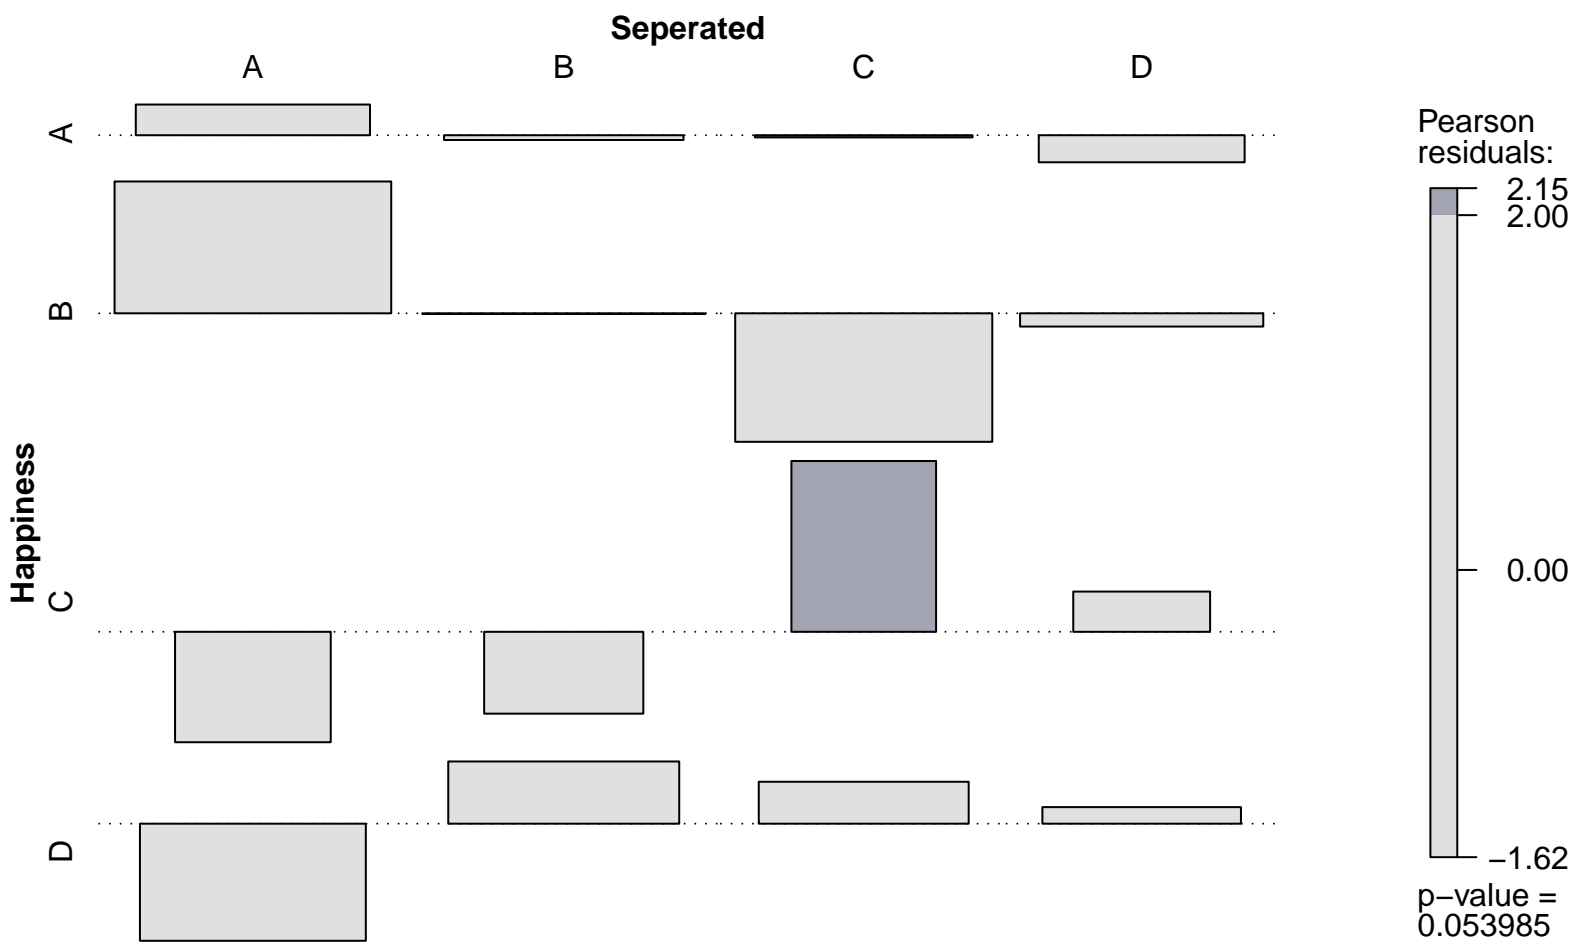 Seperated
A B C D
Happiness
A
B
C
D
Pearson
residuals:
2.15
2.00
0.00
−1.62
p−value =
0.053985